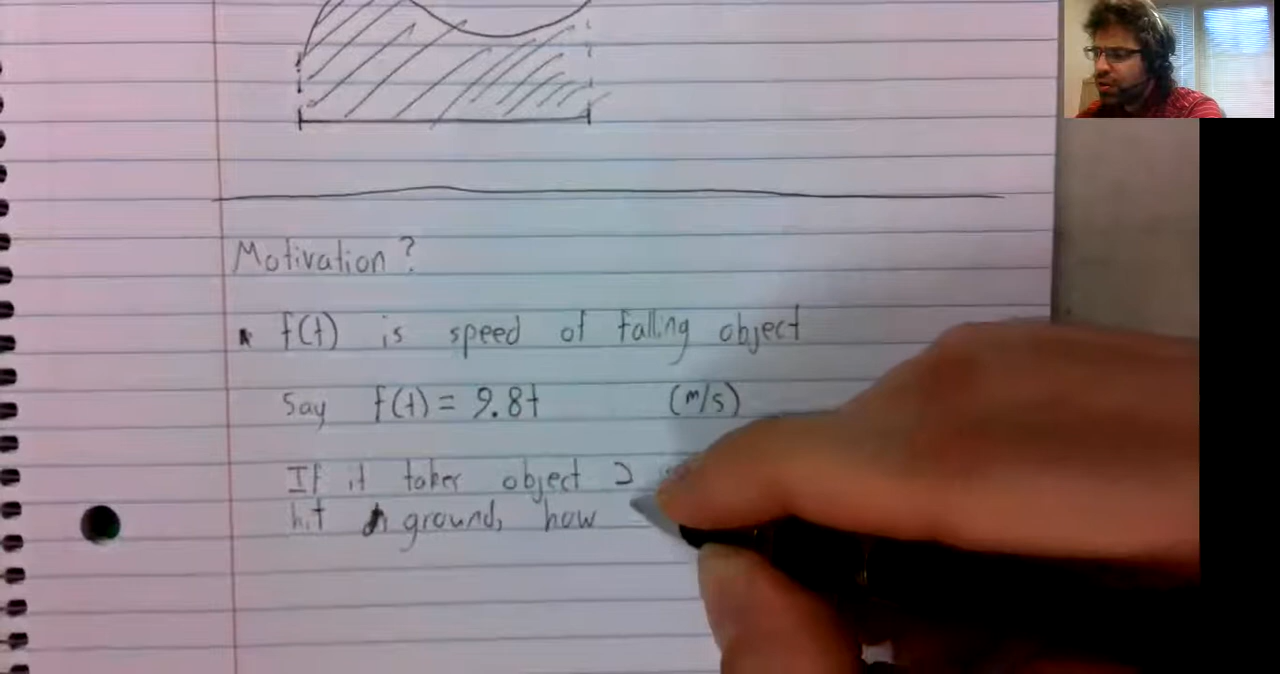 Motivation?
f(t) is speed of falling object
Say f(t) = 9.8t (m/s)
If it takes object 2
hit ground, how